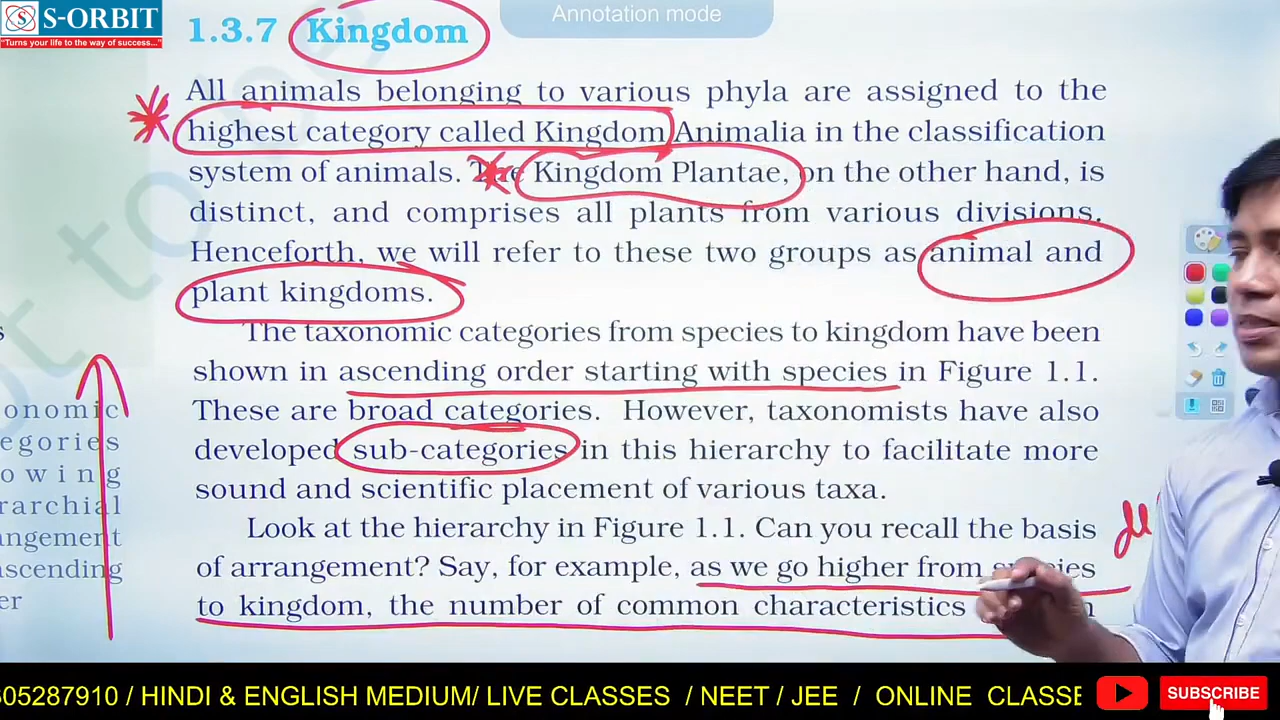 S-ORBIT
"Turns your life to the way of success..."
Annotation mode
1.3.7 Kingdom
All animals belonging to various phyla are assigned to the
highest category called Kingdom Animalia in the classification
system of animals. The Kingdom Plantae, on the other hand, is
distinct, and comprises all plants from various divisions.
Henceforth, we will refer to these two groups as animal and
plant kingdoms.
The taxonomic categories from species to kingdom have been
shown in ascending order starting with species in Figure 1.1.
These are broad categories. However, taxonomists have also
developed sub-categories in this hierarchy to facilitate more
sound and scientific placement of various taxa.
Look at the hierarchy in Figure 1.1. Can you recall the basis
of arrangement? Say, for example, as we go higher from species
to kingdom, the number of common characteristics
s
onomic
egories
owing
rarchial
angement
ascending
er
605287910 / HINDI & ENGLISH MEDIUM/ LIVE CLASSES / NEET / JEE / ONLINE CLASSE
SUBSCRIBE